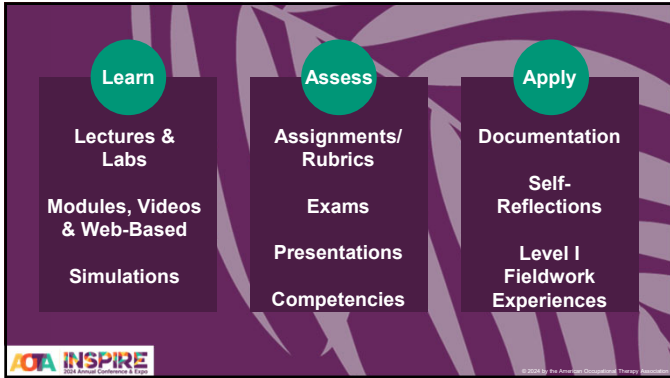 Learn
Lectures &
Labs
Modules, Videos
& Web-Based
Simulations
Assess
Assignments/
Rubrics
Exams
Presentations
Competencies
Apply
Documentation
Self-
Reflections
Level I
Fieldwork
Experiences
AOTA INSPIRE
2024 Annual Conference & Expo
© 2024 by the American Occupational Therapy Association